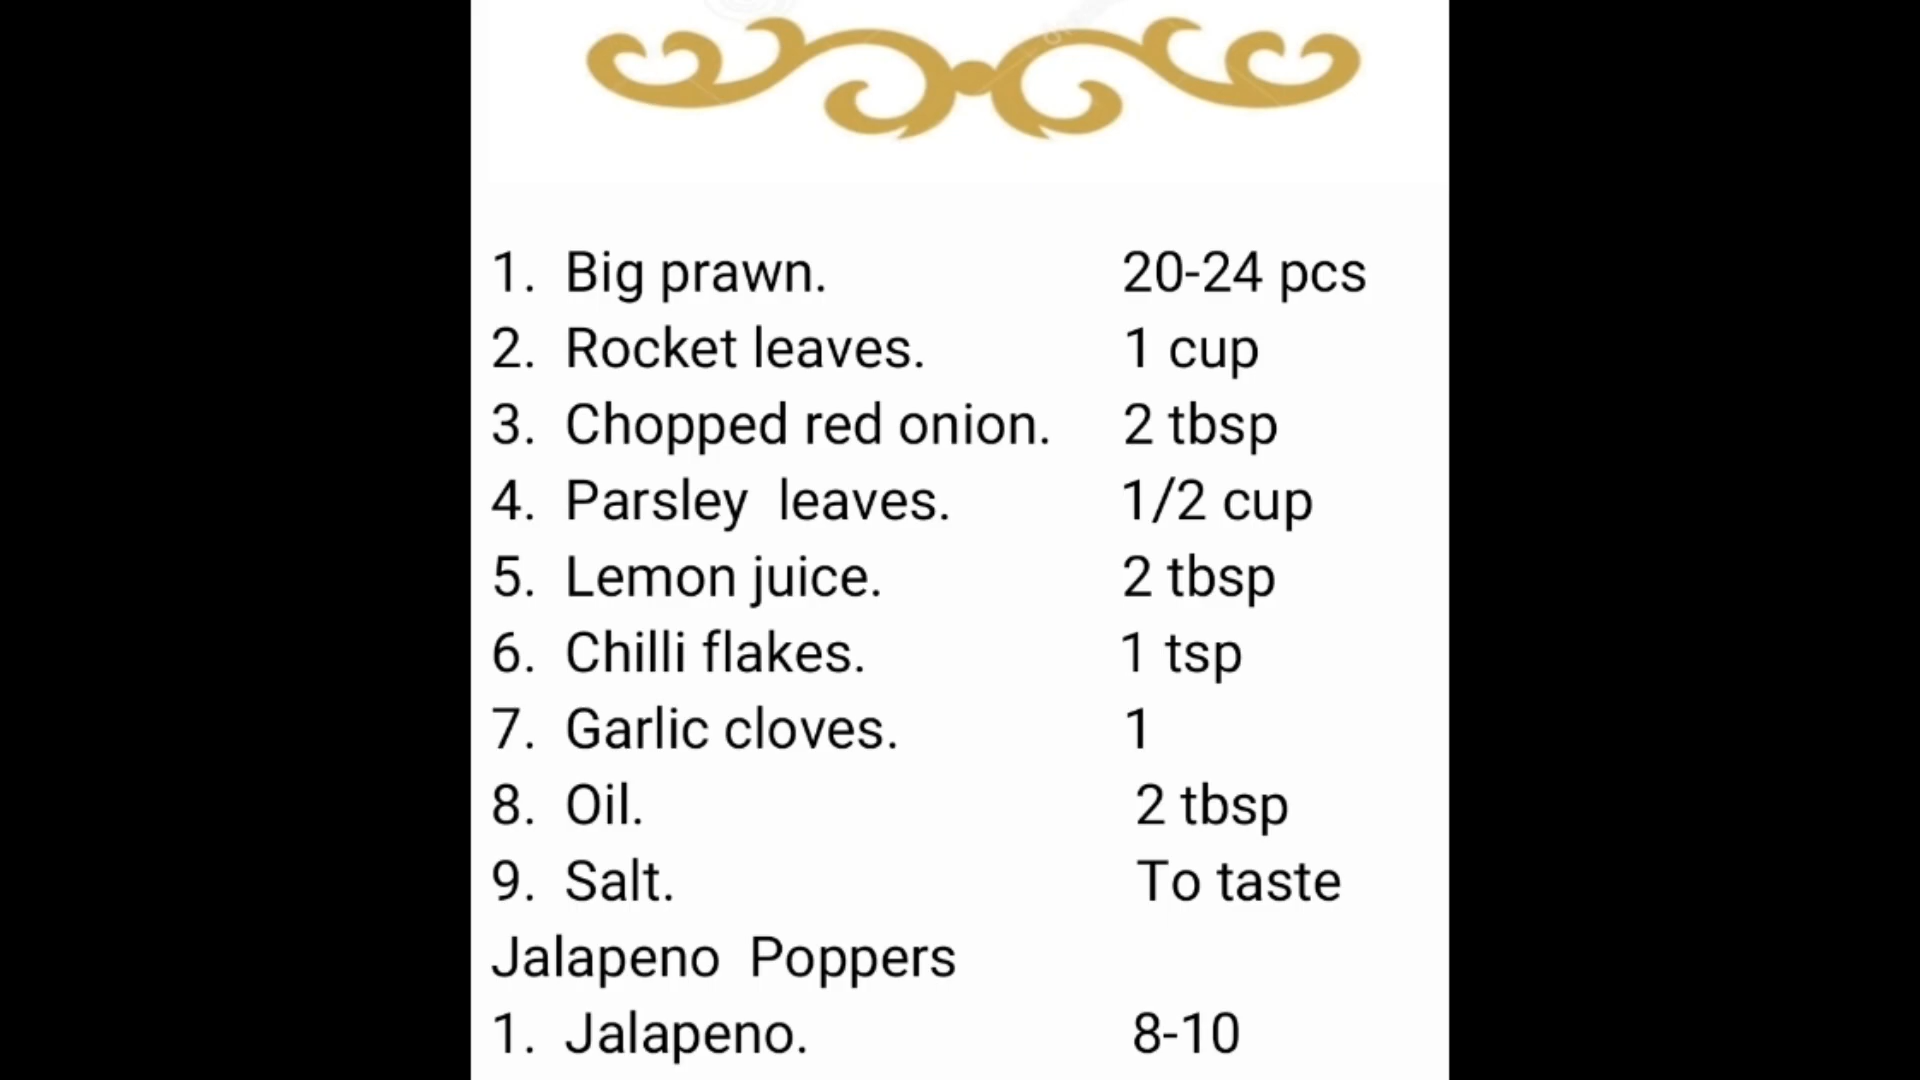 1. Big prawn. 20-24 pcs
2. Rocket leaves. 1 cup
3. Chopped red onion. 2 tbsp
4. Parsley leaves. 1/2 cup
5. Lemon juice. 2 tbsp
6. Chilli flakes. 1 tsp
7. Garlic cloves. 1
8. Oil. 2 tbsp
9. Salt. To taste
Jalapeno Poppers
1. Jalapeno. 8-10